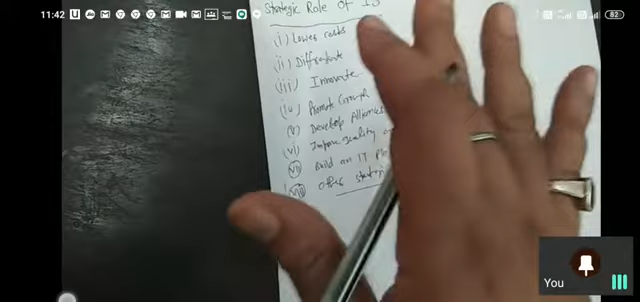 11:42
82
Strategic Role Of IS
(i) Lower costs
(ii) Differentiate
(iii) Innovate
(iv) Promote Growth
(v) Develop Alliances
(vi) Improve quality
(vii) Build an IT
(viii) Other
You